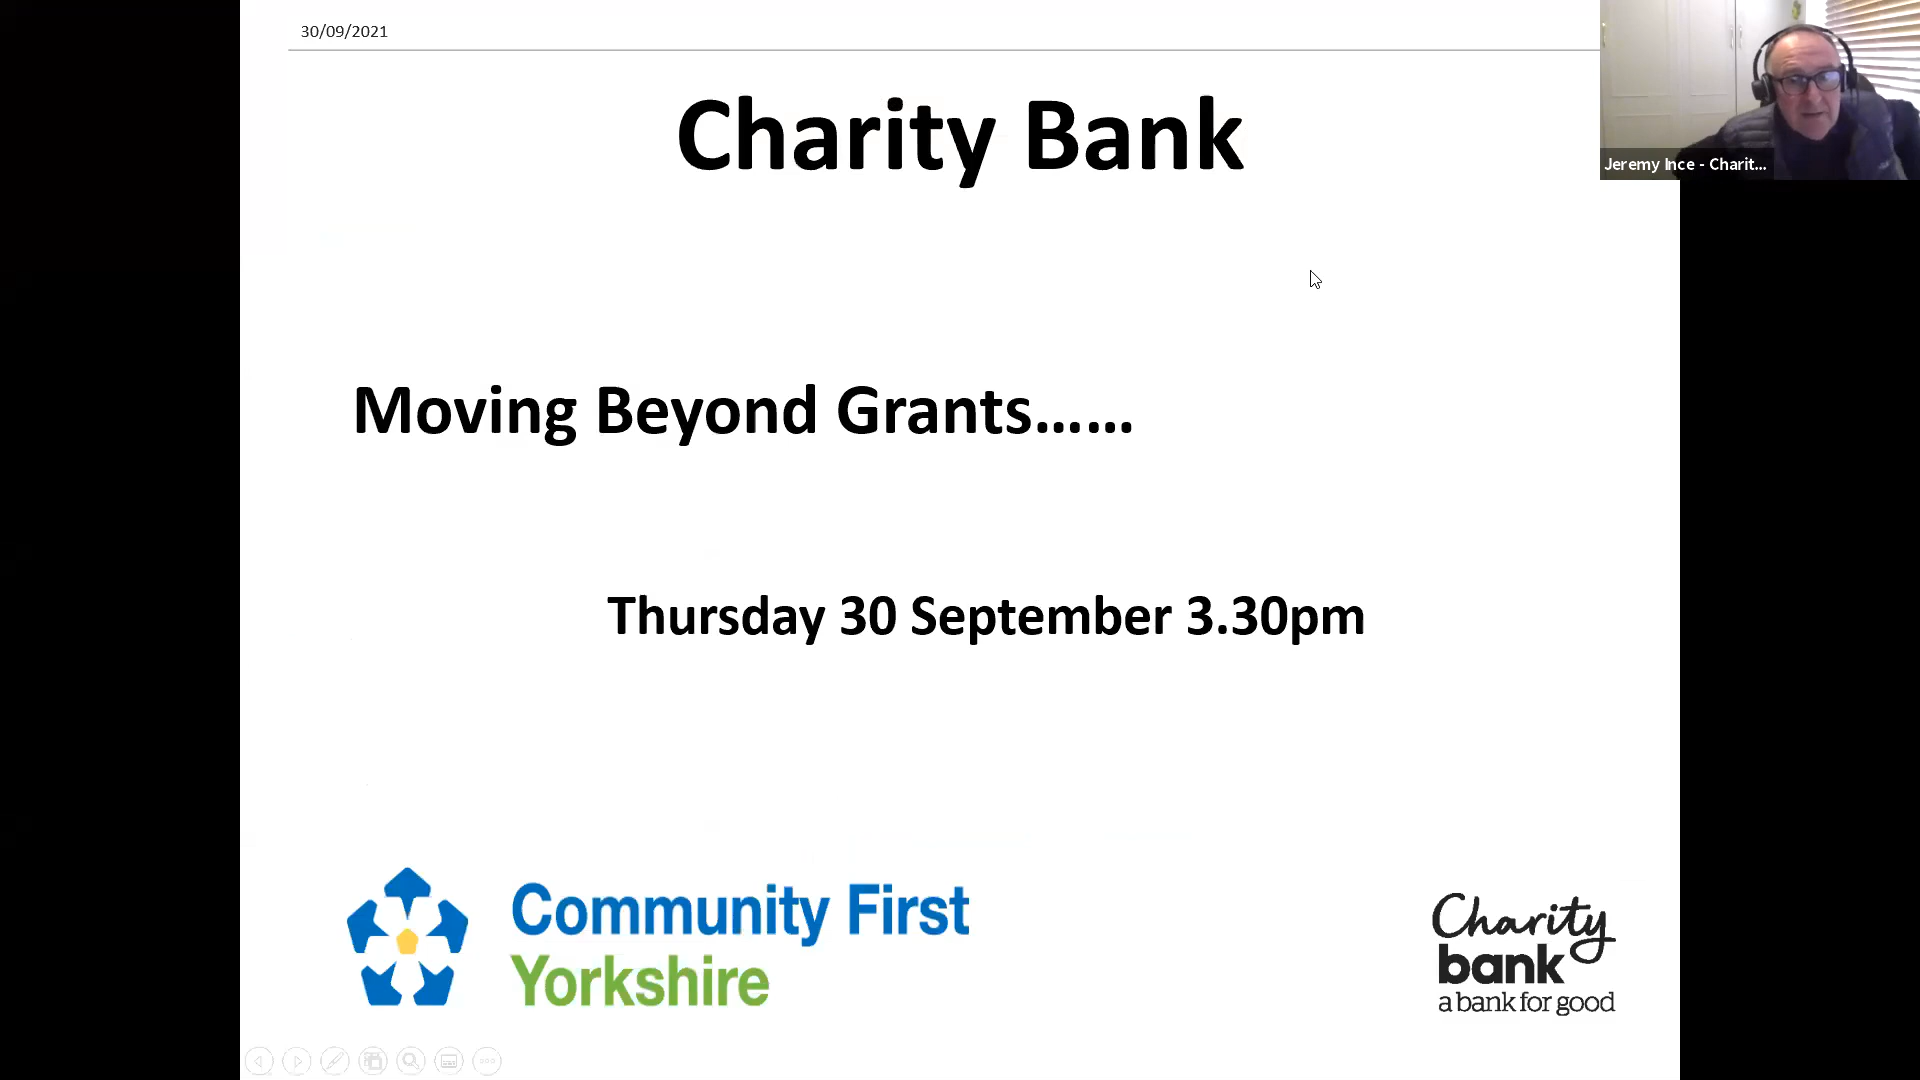 30/09/2021
Charity Bank
Jeremy Ince - Charit...
Moving Beyond Grants......
Thursday 30 September 3.30pm
Community First
Yorkshire
Charity
bank
a bank for good